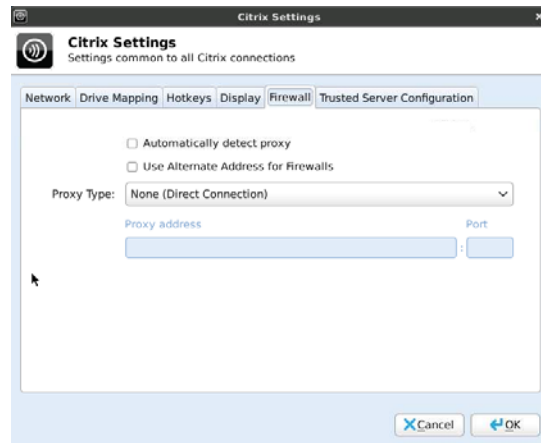 Citrix Settings
Citrix Settings
Settings common to all Citrix connections
Network Drive Mapping Hotkeys Display Firewall Trusted Server Configuration
Automatically detect proxy
Use Alternate Address for Firewalls
Proxy Type: None (Direct Connection)
Proxy address Port
:
Cancel OK